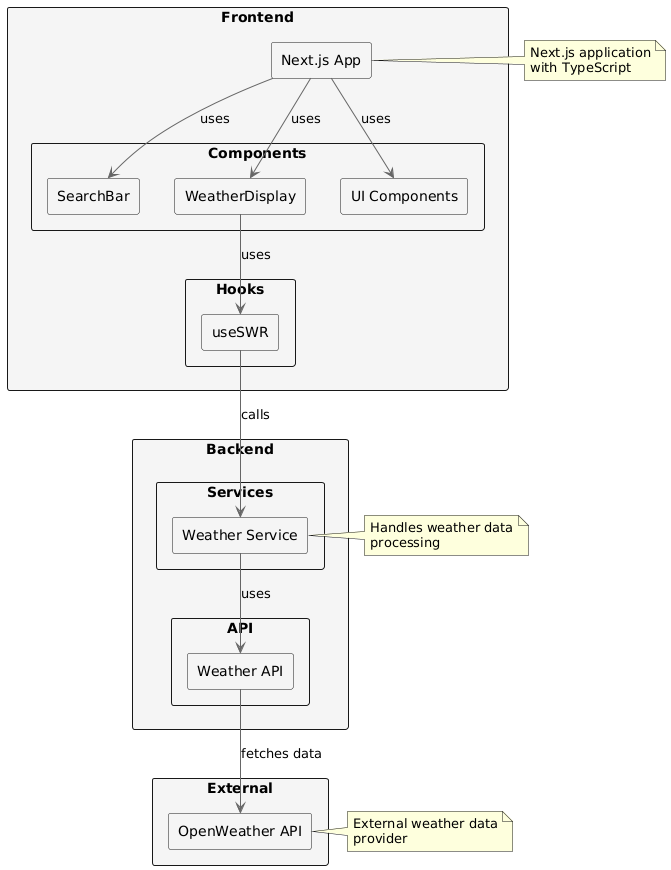 Frontend
Next.js App
Next.js application
with TypeScript
uses
uses
uses
Components
SearchBar
WeatherDisplay
UI Components
uses
Hooks
useSWR
calls
Backend
Services
Weather Service
Handles weather data
processing
uses
API
Weather API
fetches data
External
OpenWeather API
External weather data
provider